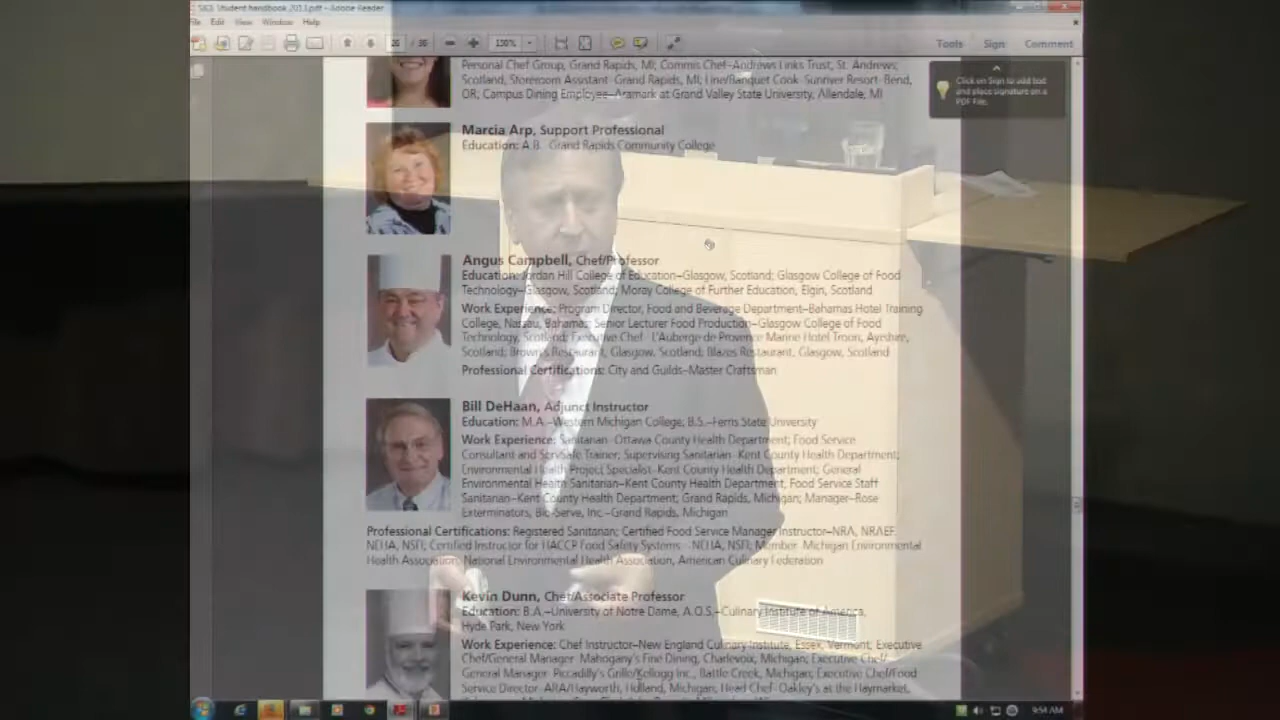 SICE Student handbook 2013.pdf - Adobe Reader
File Edit View Window Help
26 / 36 130% Tools Sign Comment
Click on Sign to add text
and place signature on a
PDF File.
Personal Chef Group, Grand Rapids, MI; Commis Chef–Andrews Links Trust, St. Andrews;
Scotland, Storeroom Assistant–Grand Rapids, MI; Line/Banquet Cook–Sunriver Resort–Bend,
OR; Campus Dining Employee–Aramark at Grand Valley State University, Allendale, MI
Marcia Arp, Support Professional
Education: A.B. Grand Rapids Community College
Angus Campbell, Chef/Professor
Education: Jordan Hill College of Education–Glasgow, Scotland; Glasgow College of Food
Technology–Glasgow, Scotland; Moray College of Further Education, Elgin, Scotland
Work Experience: Program Director, Food and Beverage Department–Bahamas Hotel Training
College, Nassau, Bahamas; Senior Lecturer Food Production–Glasgow College of Food
Technology, Scotland; Executive Chef–L'Auberge de Provence Marine Hotel Troon, Ayrshire,
Scotland; Brown's Restaurant, Glasgow, Scotland; Blazes Restaurant, Glasgow, Scotland
Professional Certifications: City and Guilds–Master Craftsman
Bill DeHaan, Adjunct Instructor
Education: M.A.–Western Michigan College; B.S.–Ferris State University
Work Experience: Sanitarian–Ottawa County Health Department; Food Service
Consultant and ServSafe Trainer; Supervising Sanitarian–Kent County Health Department;
Environmental Health Project Specialist–Kent County Health Department; General
Environmental Health Sanitarian–Kent County Health Department, Food Service Staff
Sanitarian–Kent County Health Department; Grand Rapids, Michigan; Manager–Rose
Exterminators, Bio-Serve, Inc.–Grand Rapids, Michigan
Professional Certifications: Registered Sanitarian; Certified Food Service Manager Instructor–NRA, NRAEF,
NEHA, NSFI; Certified Instructor for HACCP Food Safety Systems–NEHA, NSFI; Member–Michigan Environmental
Health Association; National Environmental Health Association, American Culinary Federation
Kevin Dunn, Chef/Associate Professor
Education: B.A.–University of Notre Dame, A.O.S.–Culinary Institute of America,
Hyde Park, New York
Work Experience: Chef Instructor–New England Culinary Institute, Essex, Vermont; Executive
Chef/General Manager–Mahogany's Fine Dining, Charlevoix, Michigan; Executive Chef/
General Manager–Piccadilly's Grille/Kellogg Inc., Battle Creek, Michigan; Executive Chef/Food
Service Director–ARA/Hayworth, Holland, Michigan; Head Chef–Oakley's at the Haymarket,
9:54 AM